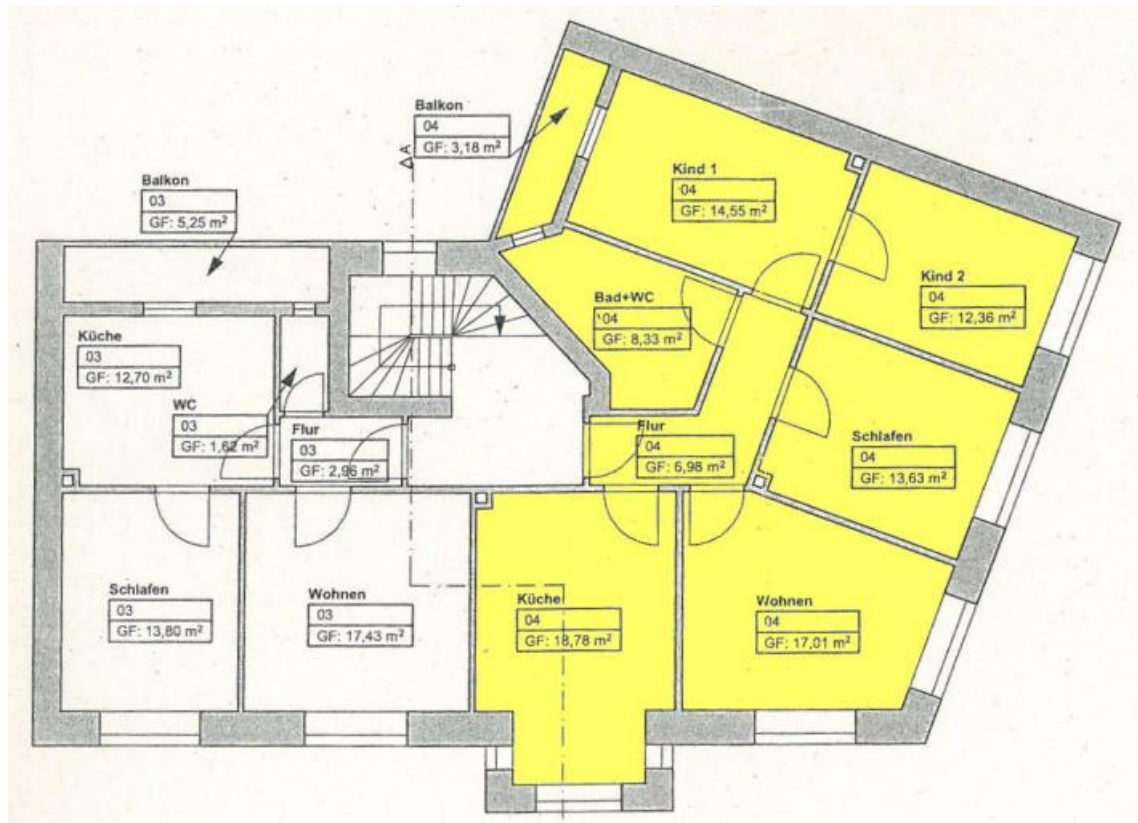 Balkon
04
GF: 3,18 m²
A
Kind 1
04
GF: 14,55 m²
Balkon
03
GF: 5,25 m²
Kind 2
04
GF: 12,36 m²
Bad+WC
04
GF: 8,33 m²
Küche
03
GF: 12,70 m²
WC
03
GF: 1,62 m²
Flur
03
GF: 2,96 m²
Flur
04
GF: 6,98 m²
Schlafen
04
GF: 13,63 m²
Schlafen
03
GF: 13,80 m²
Wohnen
03
GF: 17,43 m²
Küche
04
GF: 18,78 m²
Wohnen
04
GF: 17,01 m²